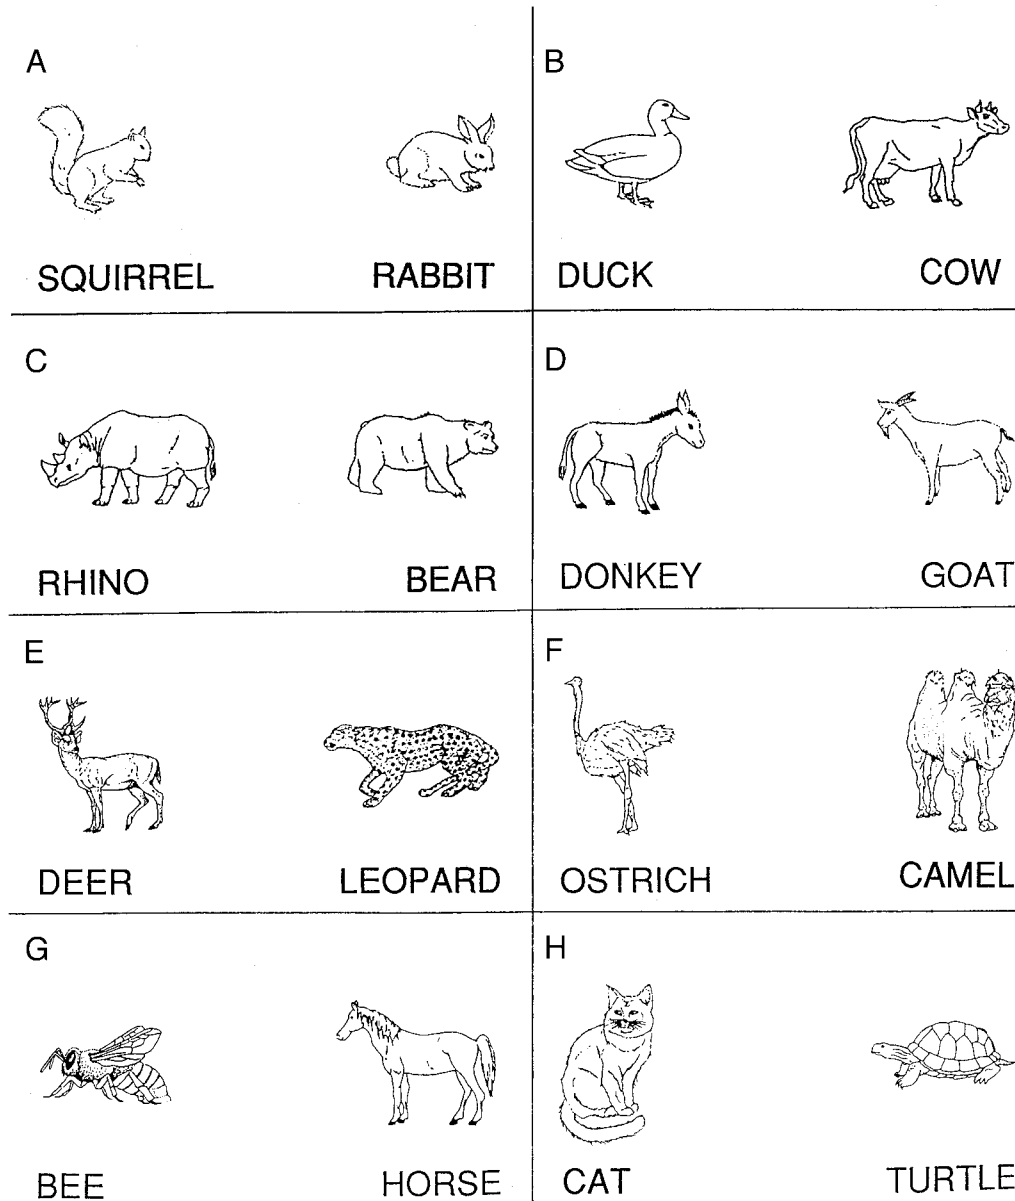 A
B
SQUIRREL RABBIT
DUCK COW
C
D
RHINO BEAR
DONKEY GOAT
E
F
DEER LEOPARD
OSTRICH CAMEL
G
H
BEE HORSE
CAT TURTLE